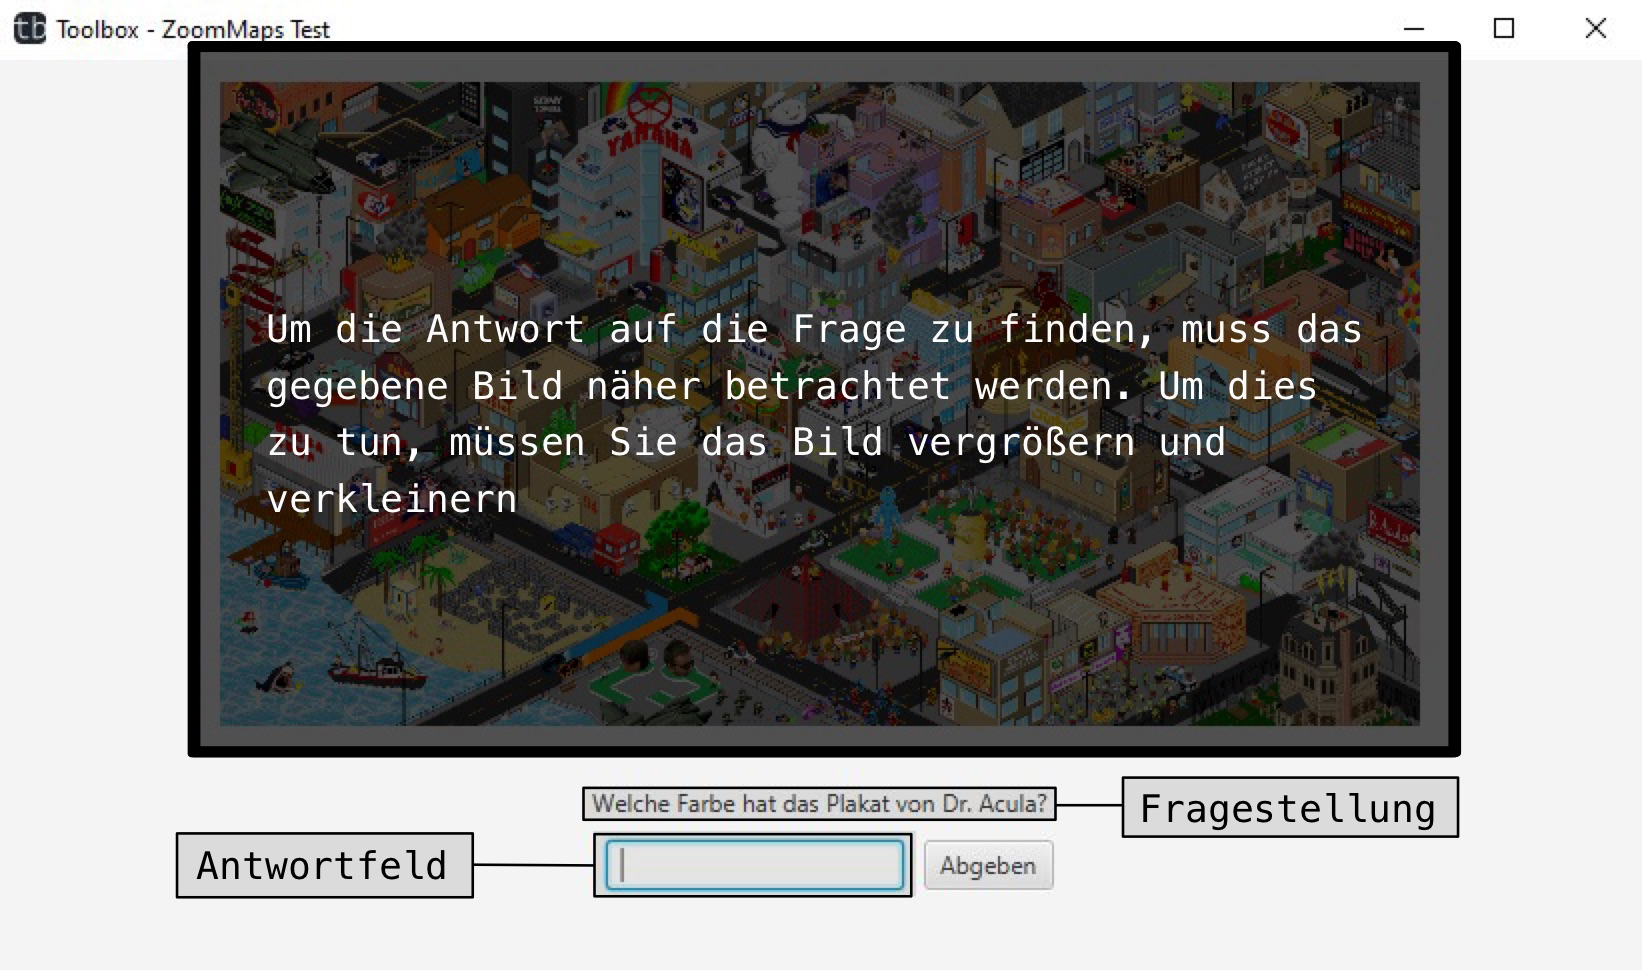 tb Toolbox - ZoomMaps Test
YAMAHA
Um die Antwort auf die Frage zu finden, muss das
gegebene Bild näher betrachtet werden. Um dies
zu tun, müssen Sie das Bild vergrößern und
verkleinern
Welche Farbe hat das Plakat von Dr. Acula?
Fragestellung
Antwortfeld
Abgeben